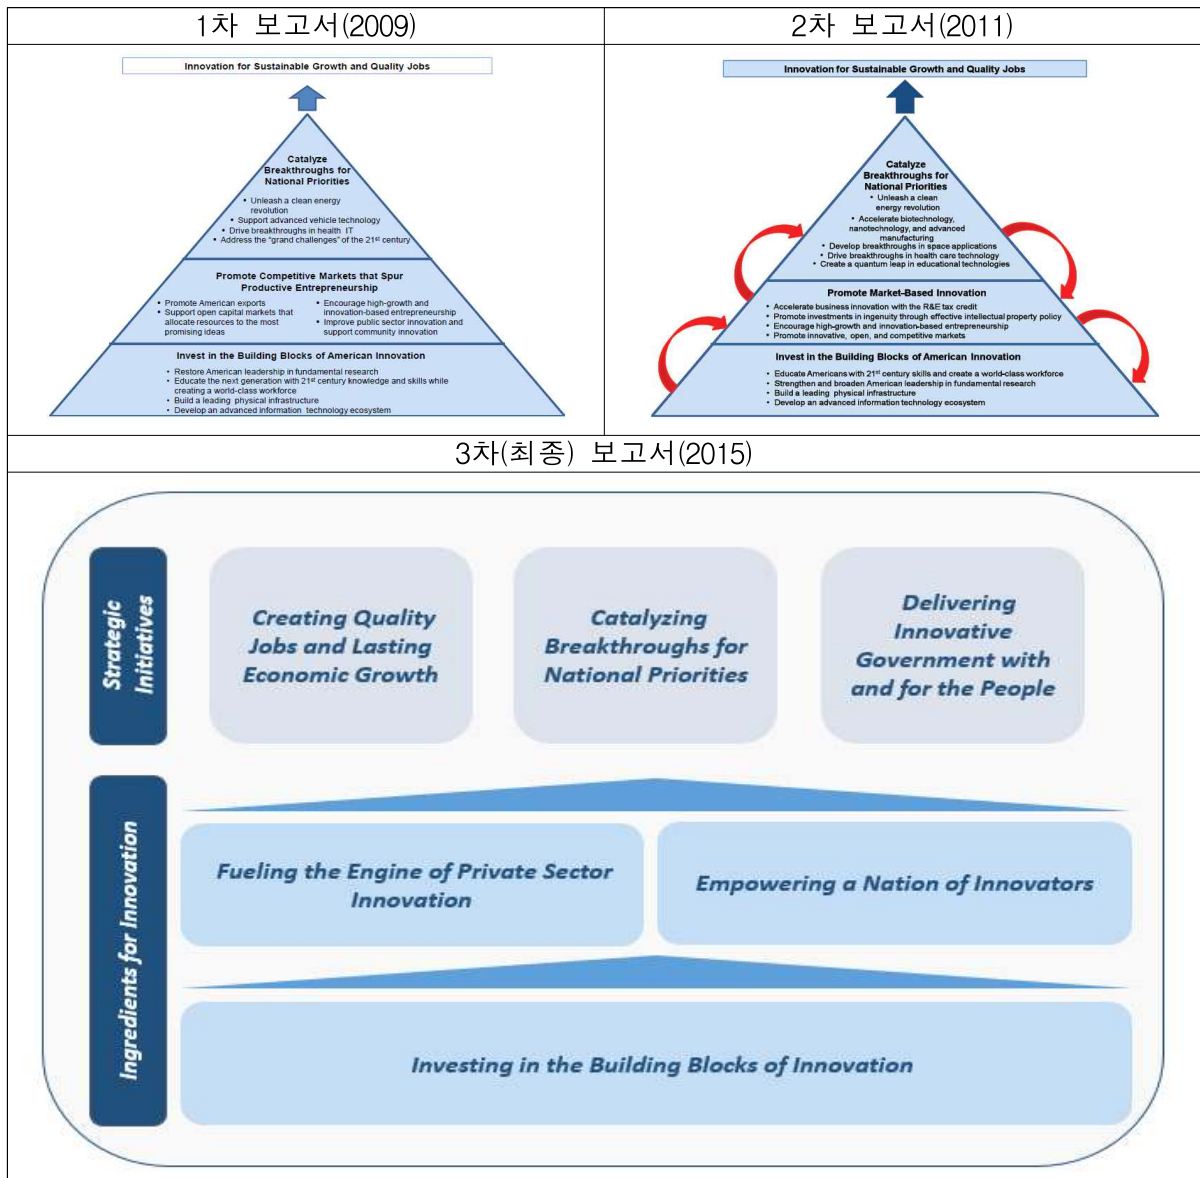 1차 보고서(2009)
2차 보고서(2011)
Innovation for Sustainable Growth and Quality Jobs
Catalyze
Breakthroughs for
National Priorities
• Unleash a clean energy
revolution
• Support advanced vehicle technology
• Drive breakthroughs in health IT
• Address the "grand challenges" of the 21st century
Promote Competitive Markets that Spur
Productive Entrepreneurship
• Promote American exports
• Support open capital markets that
allocate resources to the most
promising ideas
• Encourage high-growth and
innovation-based entrepreneurship
• Improve public sector innovation and
support community innovation
Invest in the Building Blocks of American Innovation
• Restore American leadership in fundamental research
• Educate the next generation with 21st century knowledge and skills while
creating a world-class workforce
• Build a leading physical infrastructure
• Develop an advanced information technology ecosystem
Innovation for Sustainable Growth and Quality Jobs
Catalyze
Breakthroughs for
National Priorities
• Unleash a clean
energy revolution
• Accelerate biotechnology,
nanotechnology, and advanced
manufacturing
• Develop breakthroughs in space applications
• Drive breakthroughs in health care technology
• Create a quantum leap in educational technologies
Promote Market-Based Innovation
• Accelerate business innovation with the R&E tax credit
• Promote investments in ingenuity through effective intellectual property policy
• Encourage high-growth and innovation-based entrepreneurship
• Promote innovative, open, and competitive markets
Invest in the Building Blocks of American Innovation
• Educate Americans with 21st century skills and create a world-class workforce
• Strengthen and broaden American leadership in fundamental research
• Build a leading physical infrastructure
• Develop an advanced information technology ecosystem
3차(최종) 보고서(2015)
Strategic
Initiatives
Creating Quality
Jobs and Lasting
Economic Growth
Catalyzing
Breakthroughs for
National Priorities
Delivering
Innovative
Government with
and for the People
Ingredients for Innovation
Fueling the Engine of Private Sector
Innovation
Empowering a Nation of Innovators
Investing in the Building Blocks of Innovation